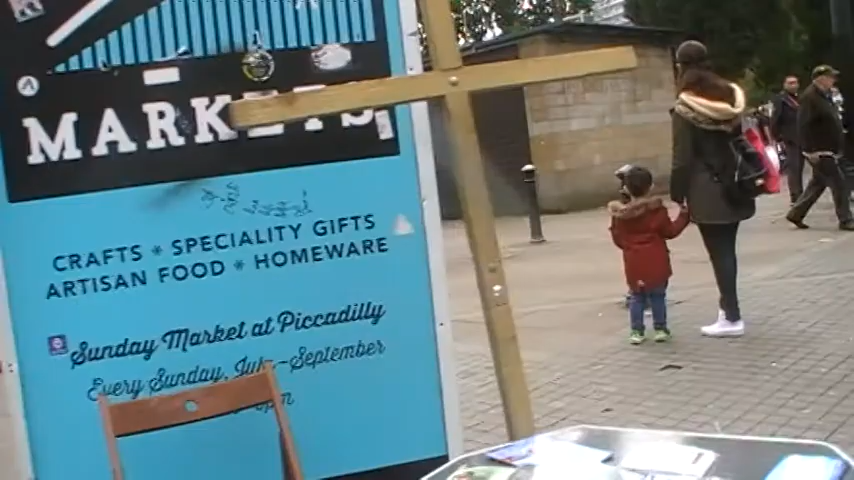 MARKETS
CRAFTS * SPECIALITY GIFTS
ARTISAN FOOD * HOMEWARE
Sunday Market at Piccadilly
Every Sunday July - September